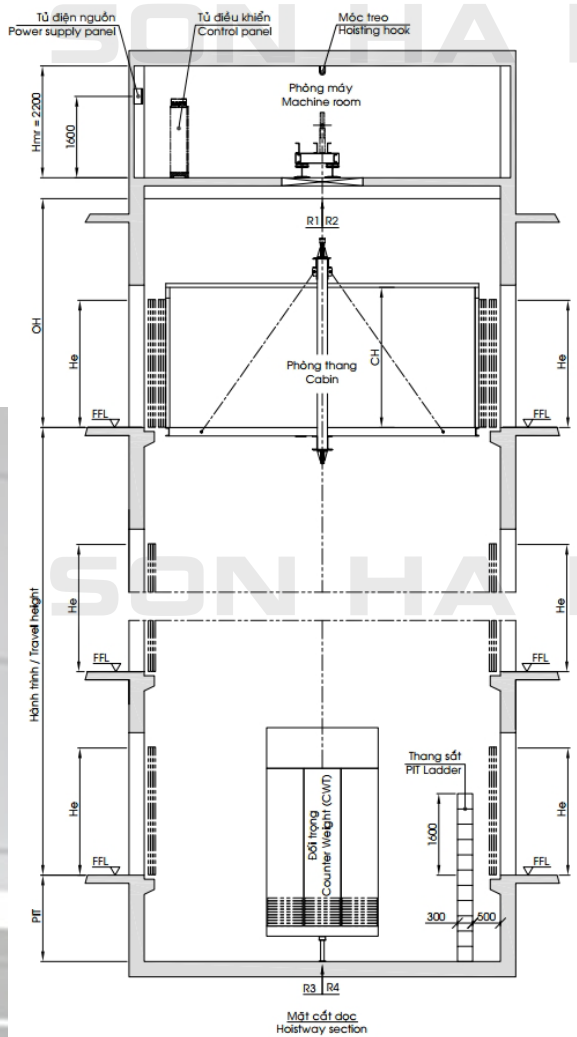 SON HA
Tủ điện nguồn
Power supply panel
Tủ điều khiển
Control panel
Móc treo
Hoisting hook
Hmr = 2200
1600
Phòng máy
Machine room
R1
R2
OH
He
CH
He
Phòng thang
Cabin
FFL
FFL
SON HA
Hành trình / Travel height
He
He
FFL
FFL
Thang sắt
PIT Ladder
He
Đối trọng
Counter Weight (CWT)
1600
He
FFL
FFL
PIT
300
500
R3
R4
Mặt cắt dọc
Hoistway section